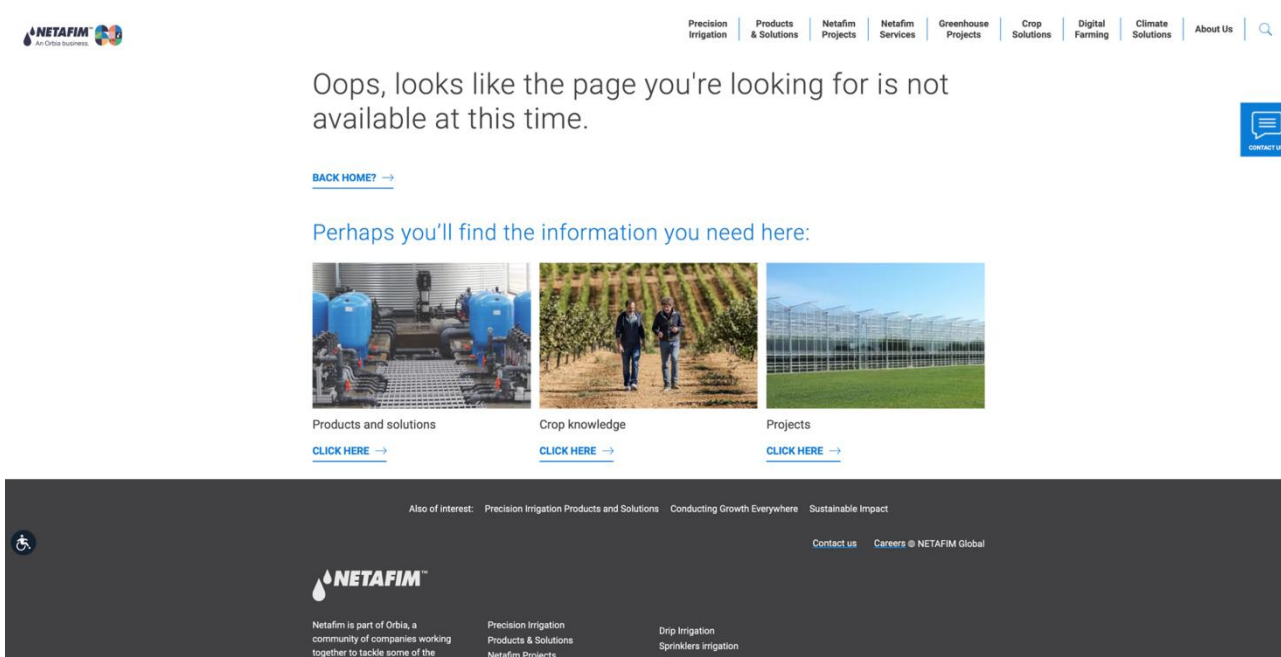 NETAFIM™
An Orbia business.
Precision Irrigation
Products & Solutions
Netafim Projects
Netafim Services
Greenhouse Projects
Crop Solutions
Digital Farming
Climate Solutions
About Us
Oops, looks like the page you're looking for is not
available at this time.
CONTACT U
BACK HOME? →
Perhaps you'll find the information you need here:
Products and solutions
CLICK HERE →
Crop knowledge
CLICK HERE →
Projects
CLICK HERE →
Also of interest: Precision Irrigation Products and Solutions Conducting Growth Everywhere Sustainable Impact
Contact us Careers @ NETAFIM Global
NETAFIM™
Netafim is part of Orbia, a
community of companies working
together to tackle some of the
Precision Irrigation
Products & Solutions
Netafim Projects
Drip Irrigation
Sprinklers irrigation